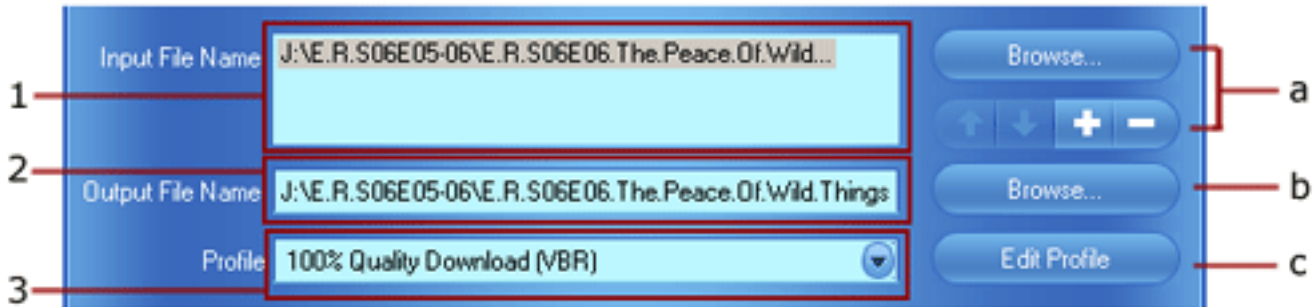 Input File Name J:\E.R.S06E05-06\E.R.S06E06.The.Peace.Of.Wild... Browse...
1
a
2
Output File Name J:\E.R.S06E05-06\E.R.S06E06.The.Peace.Of.Wild.Things Browse... b
Profile 100% Quality Download (VBR) Edit Profile c
3